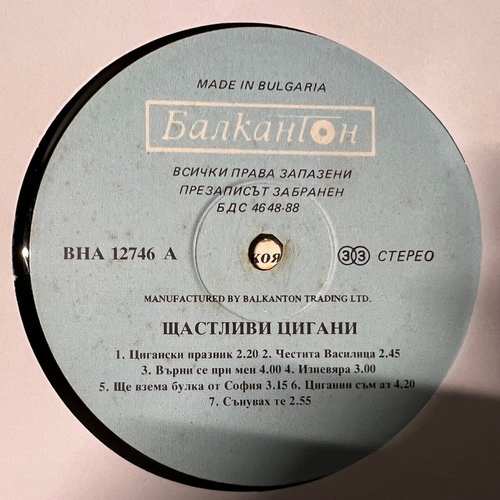 MADE IN BULGARIA
Балкантон
ВСИЧКИ ПРАВА ЗАПАЗЕНИ
ПРЕЗАПИСЪТ ЗАБРАНЕН
БДС 4648-88
ВНА 12746 А
коя
33 СТЕРЕО
MANUFACTURED BY BALKANTON TRADING LTD.
ЩАСТЛИВИ ЦИГАНИ
1. Цигански празник 2.20 2. Честита Василица 2.45
3. Върни се при мен 4.00 4. Изневяра 3.00
5. Ще взема булка от София 3.15 6. Циганин съм аз 4,20
7. Сънувах те 2.55